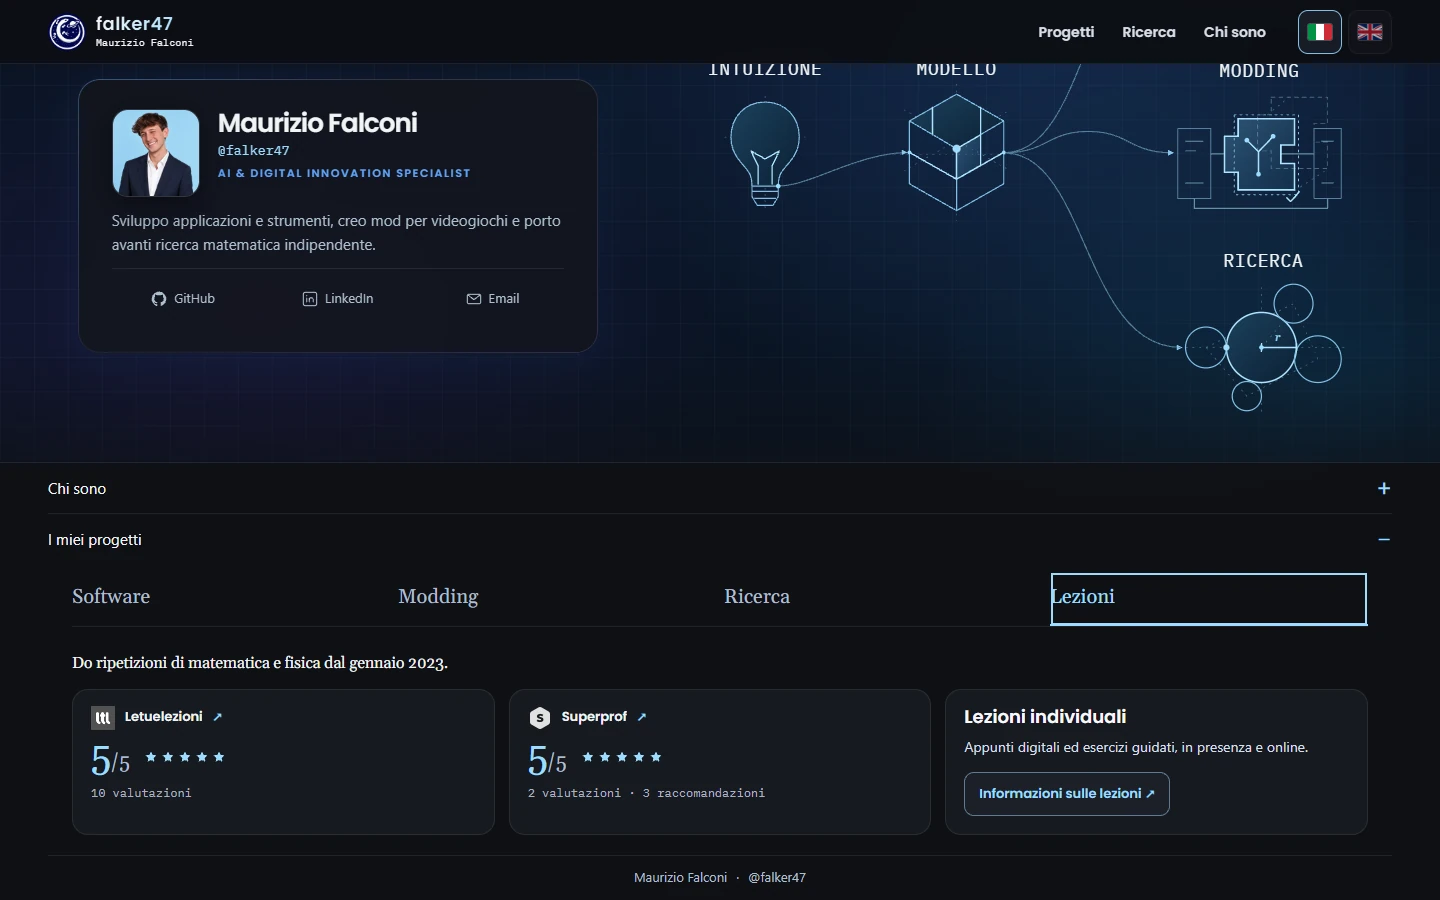 falker47
Maurizio Falconi
Progetti
Ricerca
Chi sono
INTUIZIONE
MODELLO
MODDING
Maurizio Falconi
@falker47
AI & DIGITAL INNOVATION SPECIALIST
Sviluppo applicazioni e strumenti, creo mod per videogiochi e porto
avanti ricerca matematica indipendente.
GitHub
LinkedIn
Email
RICERCA
r
Chi sono
+
I miei progetti
−
Software
Modding
Ricerca
Lezioni
Do ripetizioni di matematica e fisica dal gennaio 2023.
Letuelezioni ↗
5/5 ★ ★ ★ ★ ★
10 valutazioni
S
Superprof ↗
5/5 ★ ★ ★ ★ ★
2 valutazioni · 3 raccomandazioni
Lezioni individuali
Appunti digitali ed esercizi guidati, in presenza e online.
Informazioni sulle lezioni ↗
Maurizio Falconi · @falker47